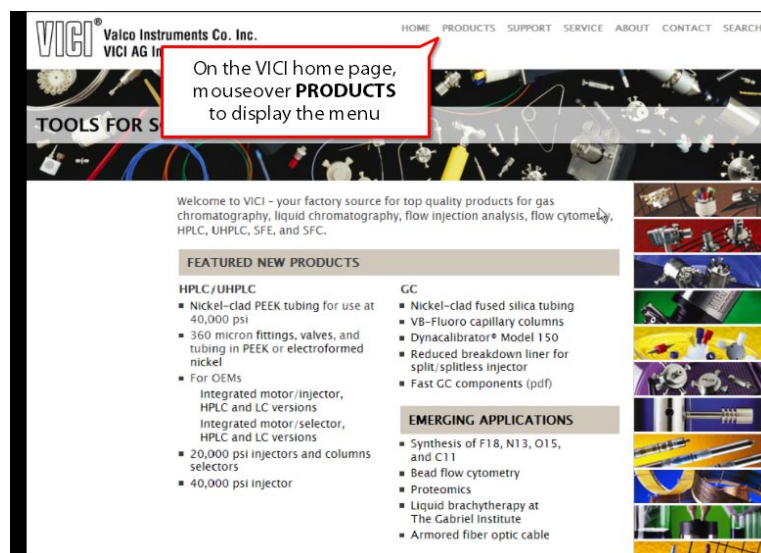 VICI® Valco Instruments Co. Inc.
VICI AG In
HOME PRODUCTS SUPPORT SERVICE ABOUT CONTACT SEARCH
On the VICI home page,
mouseover PRODUCTS
to display the menu
TOOLS FOR S
Welcome to VICI – your factory source for top quality products for gas
chromatography, liquid chromatography, flow injection analysis, flow cytometry,
HPLC, UHPLC, SFE, and SFC.
FEATURED NEW PRODUCTS
HPLC/UHPLC
▪ Nickel-clad PEEK tubing for use at
40,000 psi
▪ 360 micron fittings, valves, and
tubing in PEEK or electroformed
nickel
▪ For OEMs
Integrated motor/injector,
HPLC and LC versions
Integrated motor/selector,
HPLC and LC versions
▪ 20,000 psi injectors and columns
selectors
▪ 40,000 psi injector
GC
▪ Nickel-clad fused silica tubing
▪ VB-Fluoro capillary columns
▪ Dynacalibrator® Model 150
▪ Reduced breakdown liner for
split/splitless injector
▪ Fast GC components (pdf)
EMERGING APPLICATIONS
▪ Synthesis of F18, N13, O15,
and C11
▪ Bead flow cytometry
▪ Proteomics
▪ Liquid brachytherapy at
The Gabriel Institute
▪ Armored fiber optic cable